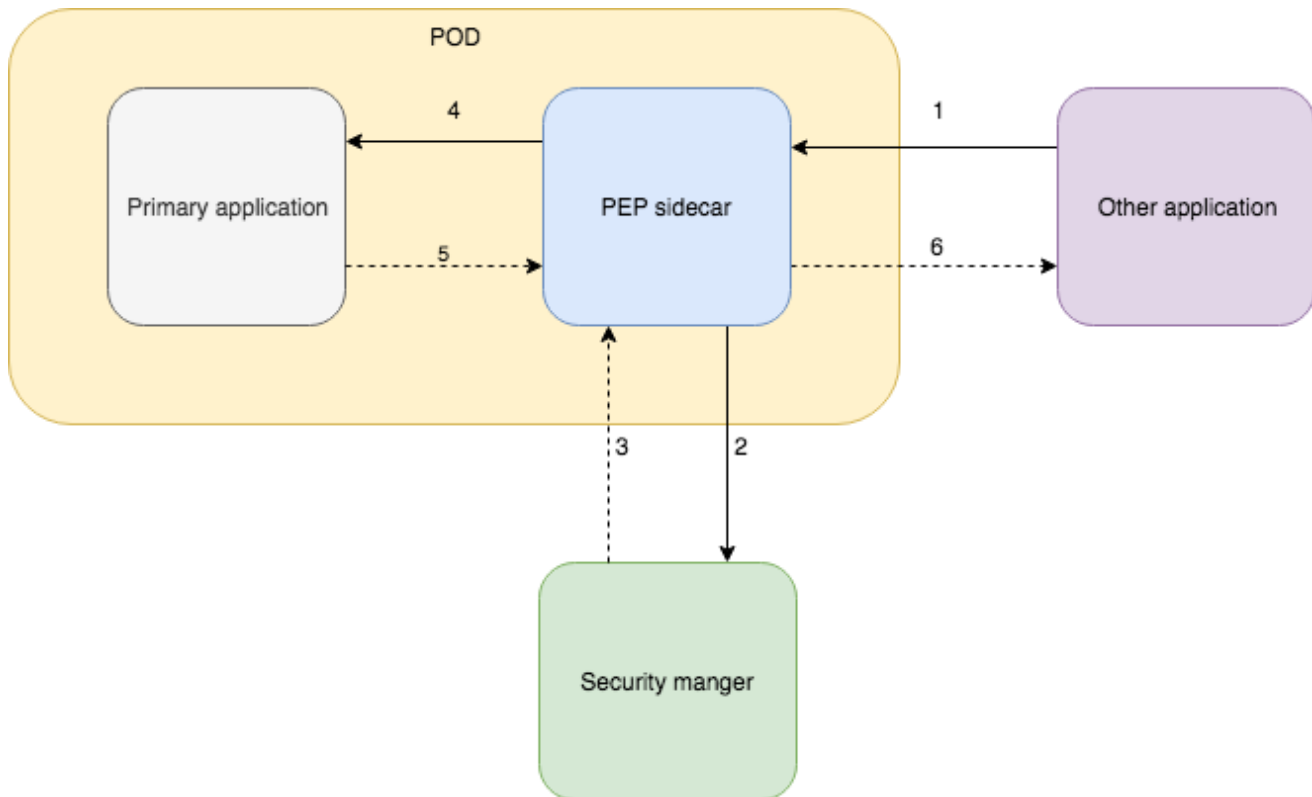 POD
4
1
Primary application
PEP sidecar
Other application
5
6
3
2
Security manger